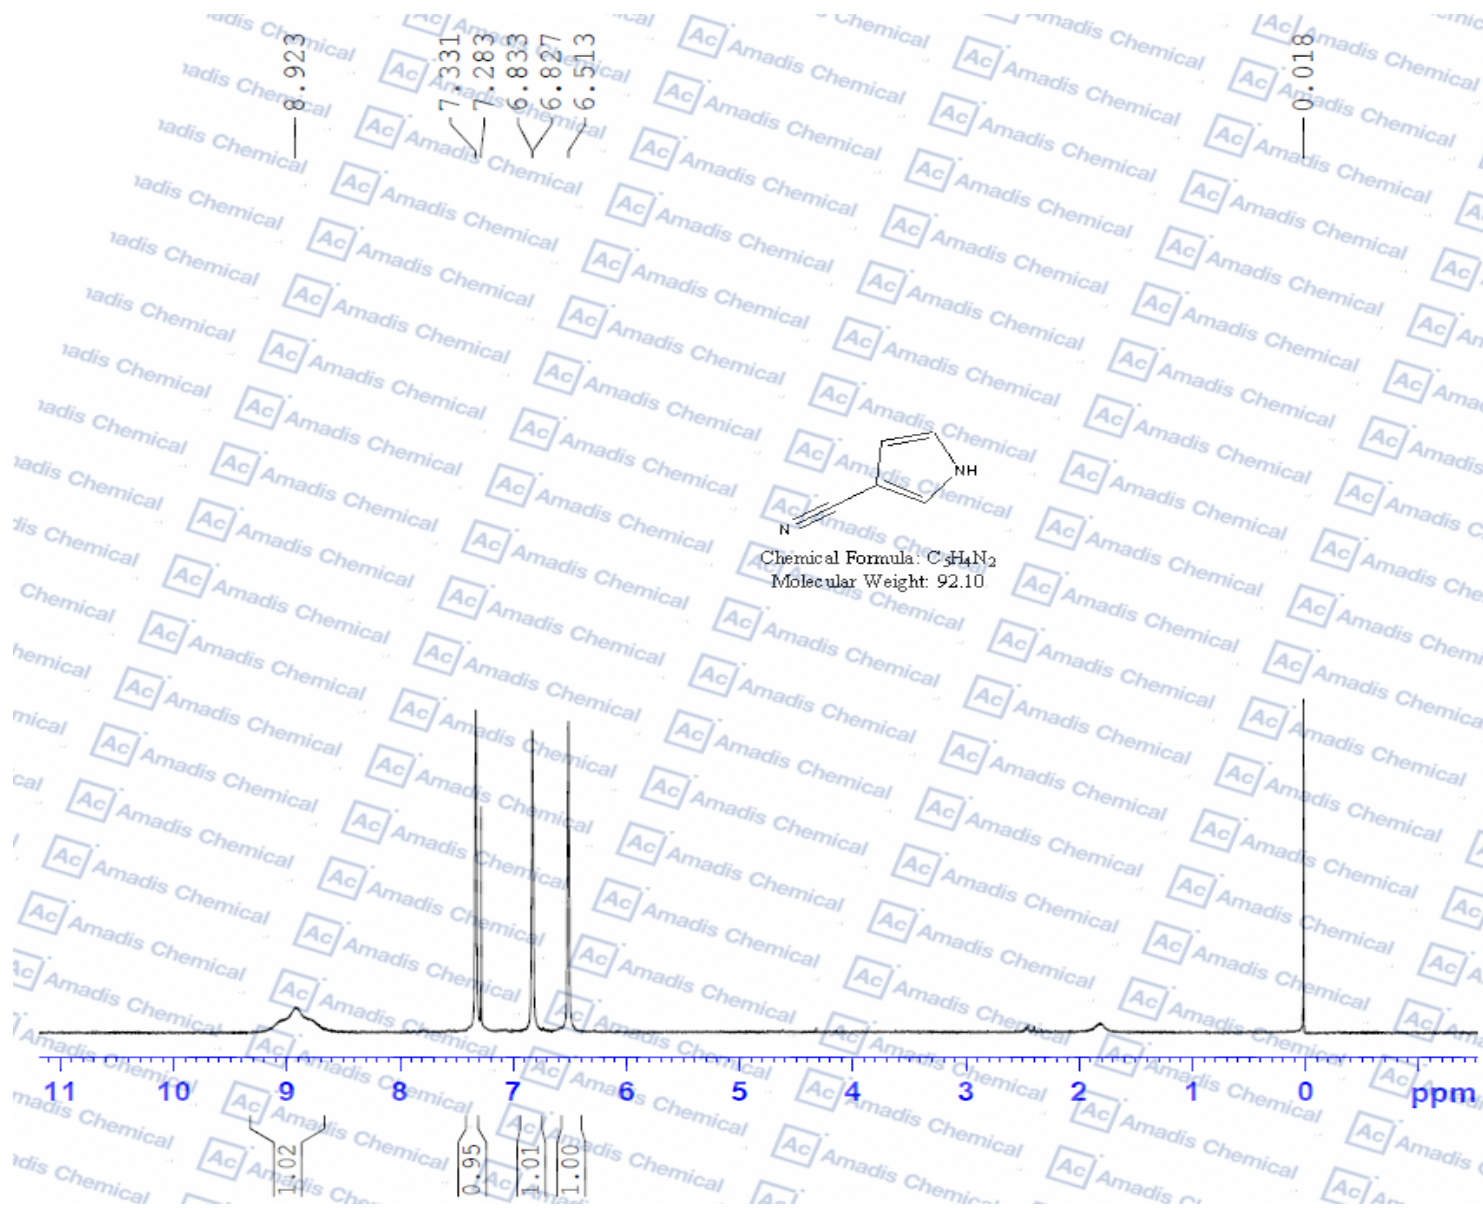 8.923
7.331
7.283
6.833
6.827
6.513
0.018
NH
N
Chemical Formula: C5H4N2
Molecular Weight: 92.10
11 10 9 8 7 6 5 4 3 2 1 0 ppm
1.02
0.95
1.01
1.00
Ac Amadis Chemical